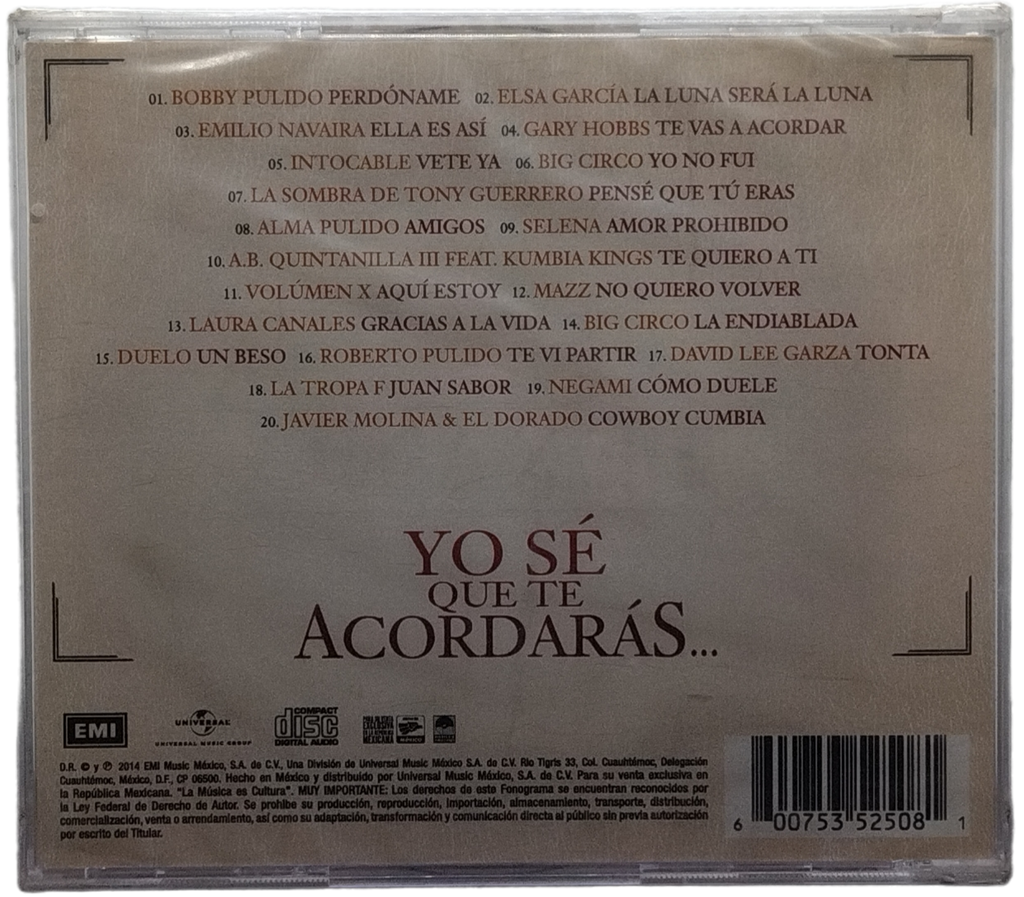 01. BOBBY PULIDO PERDÓNAME 02. ELSA GARCÍA LA LUNA SERÁ LA LUNA
03. EMILIO NAVAIRA ELLA ES ASÍ 04. GARY HOBBS TE VAS A ACORDAR
05. INTOCABLE VETE YA 06. BIG CIRCO YO NO FUI
07. LA SOMBRA DE TONY GUERRERO PENSÉ QUE TÚ ERAS
08. ALMA PULIDO AMIGOS 09. SELENA AMOR PROHIBIDO
10. A.B. QUINTANILLA III FEAT. KUMBIA KINGS TE QUIERO A TI
11. VOLÚMEN X AQUÍ ESTOY 12. MAZZ NO QUIERO VOLVER
13. LAURA CANALES GRACIAS A LA VIDA 14. BIG CIRCO LA ENDIABLADA
15. DUELO UN BESO 16. ROBERTO PULIDO TE VI PARTIR 17. DAVID LEE GARZA TONTA
18. LA TROPA F JUAN SABOR 19. NEGAMI CÓMO DUELE
20. JAVIER MOLINA & EL DORADO COWBOY CUMBIA
YO SÉ
QUE TE
ACORDARÁS...
EMI
UNIVERSAL
UNIVERSAL MUSIC GROUP
COMPACT
disc
DIGITAL AUDIO
PARA SU VENTA
EXCLUSIVA
EN LA REPÚBLICA
MEXICANA
D.R. © y ℗ 2014 EMI Music México, S.A. de C.V., Una División de Universal Music México S.A. de C.V. Río Tigris 33, Col. Cuauhtémoc, Delegación
Cuauhtémoc, México, D.F., CP 06500. Hecho en México y distribuido por Universal Music México, S.A. de C.V. Para su venta exclusiva en
la República Mexicana. "La Música es Cultura". MUY IMPORTANTE: Los derechos de este Fonograma se encuentran reconocidos por
la Ley Federal de Derecho de Autor. Se prohibe su producción, reproducción, importación, almacenamiento, transporte, distribución,
comercialización, venta o arrendamiento, así como su adaptación, transformación y comunicación directa al público sin previa autorización
por escrito del Titular.
6 00753 52508 1